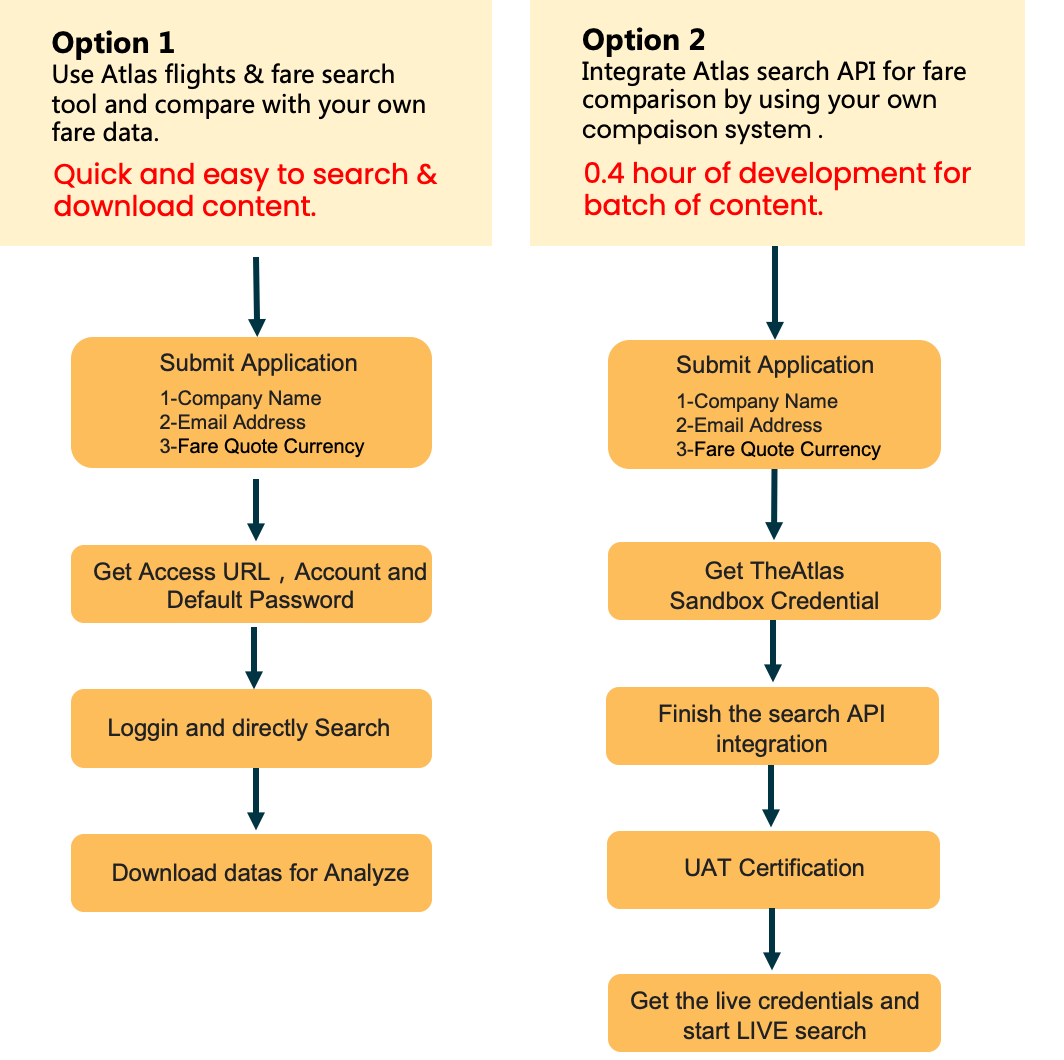 Option 1
Use Atlas flights & fare search
tool and compare with your own
fare data.
Quick and easy to search &
download content.
Submit Application
1-Company Name
2-Email Address
3-Fare Quote Currency
Get Access URL，Account and
Default Password
Loggin and directly Search
Download datas for Analyze
Option 2
Integrate Atlas search API for fare
comparison by using your own
compaison system .
0.4 hour of development for
batch of content.
Submit Application
1-Company Name
2-Email Address
3-Fare Quote Currency
Get TheAtlas
Sandbox Credential
Finish the search API
integration
UAT Certification
Get the live credentials and
start LIVE search